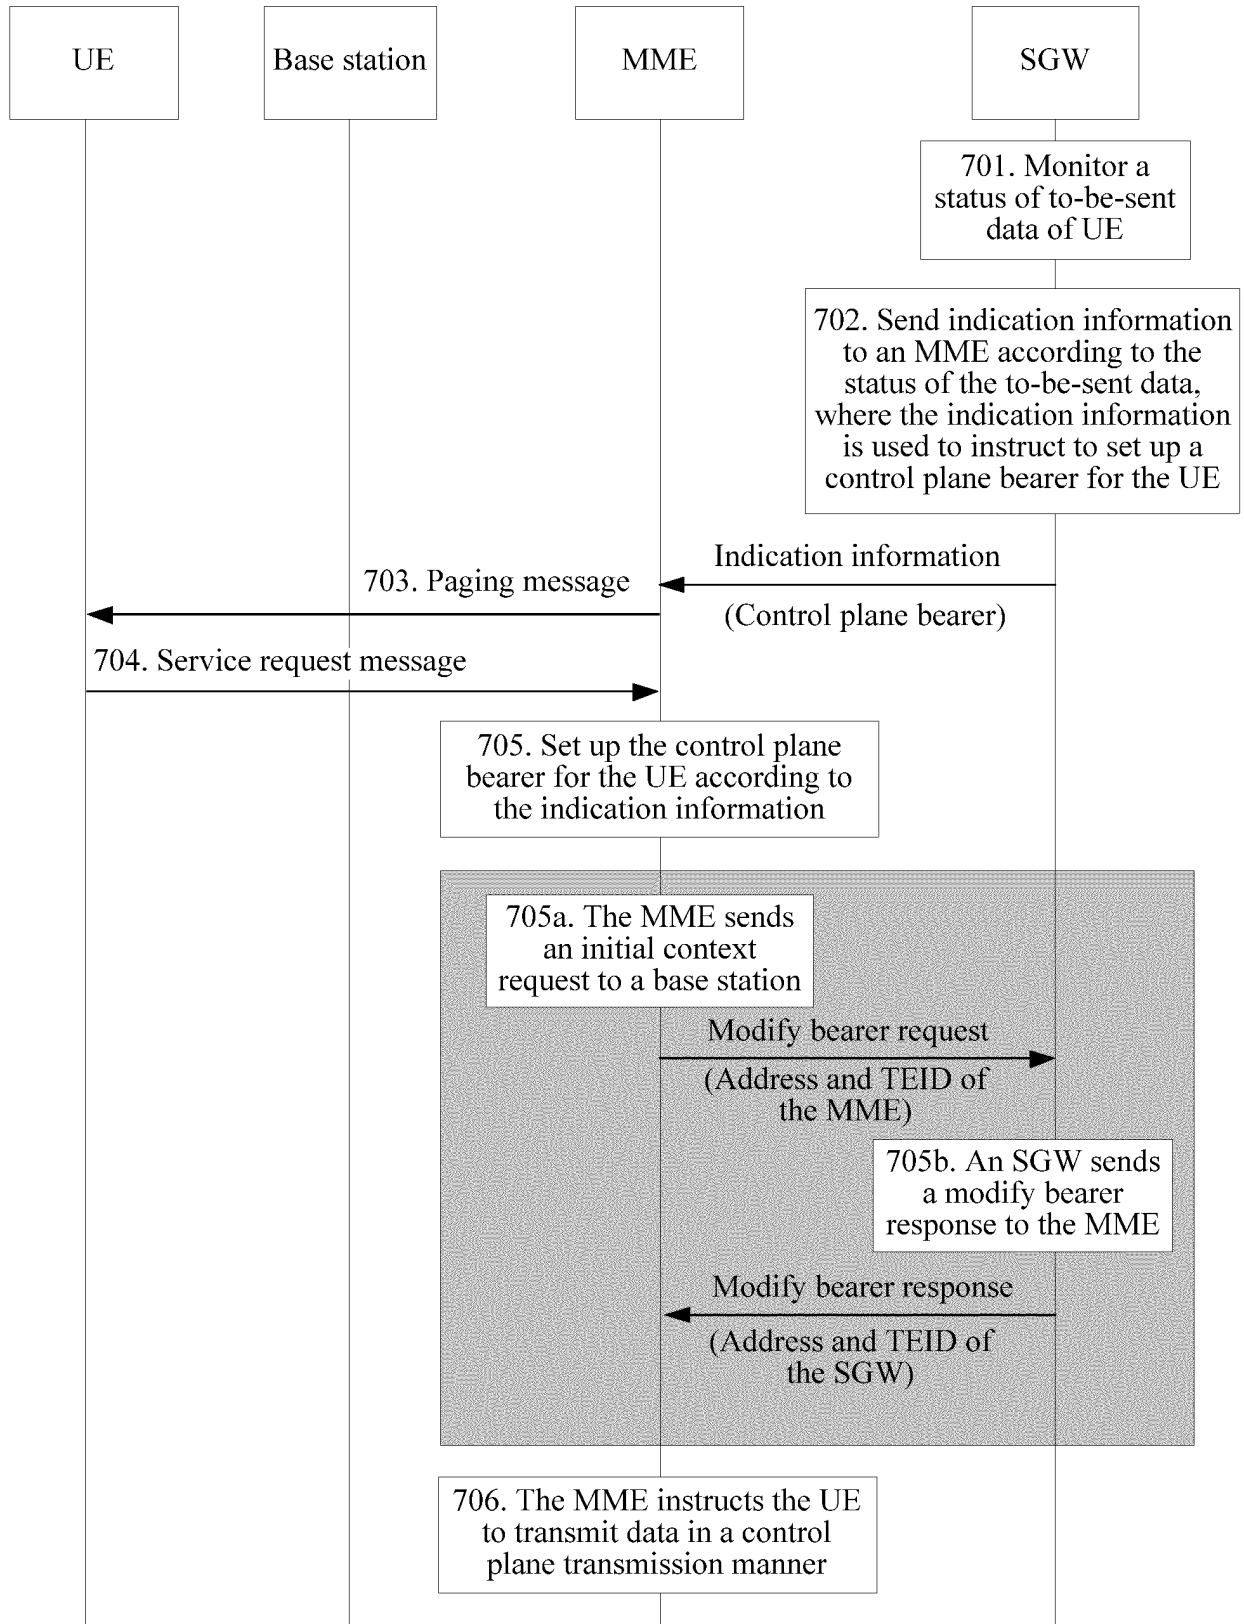 UE
Base station
MME
SGW
701. Monitor a
status of to-be-sent
data of UE
702. Send indication information
to an MME according to the
status of the to-be-sent data,
where the indication information
is used to instruct to set up a
control plane bearer for the UE
Indication information
703. Paging message
(Control plane bearer)
704. Service request message
705. Set up the control plane
bearer for the UE according to
the indication information
705a. The MME sends
an initial context
request to a base station
Modify bearer request
(Address and TEID of
the MME)
705b. An SGW sends
a modify bearer
response to the MME
Modify bearer response
(Address and TEID of
the SGW)
706. The MME instructs the UE
to transmit data in a control
plane transmission manner